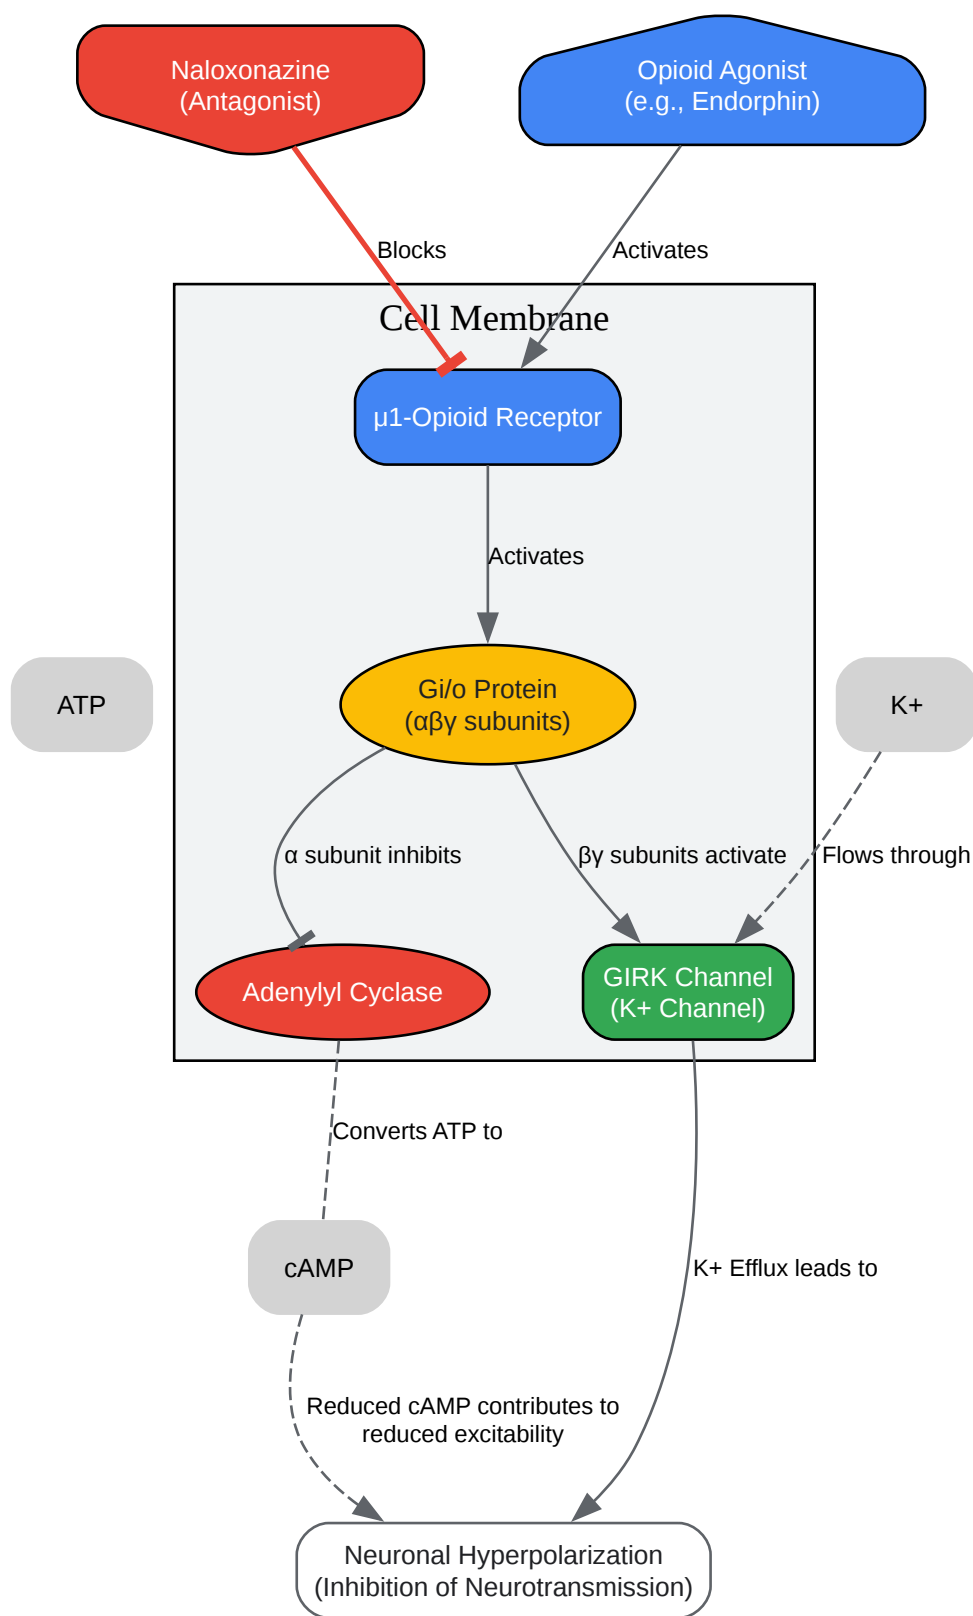 Naloxonazine
(Antagonist)
Opioid Agonist
(e.g., Endorphin)
Blocks
Activates
Cell Membrane
μ1-Opioid Receptor
Activates
Gi/o Protein
(αβγ subunits)
ATP
K+
α subunit inhibits
βγ subunits activate
Flows through
Adenylyl Cyclase
GIRK Channel
(K+ Channel)
Converts ATP to
cAMP
K+ Efflux leads to
Reduced cAMP contributes to
reduced excitability
Neuronal Hyperpolarization
(Inhibition of Neurotransmission)